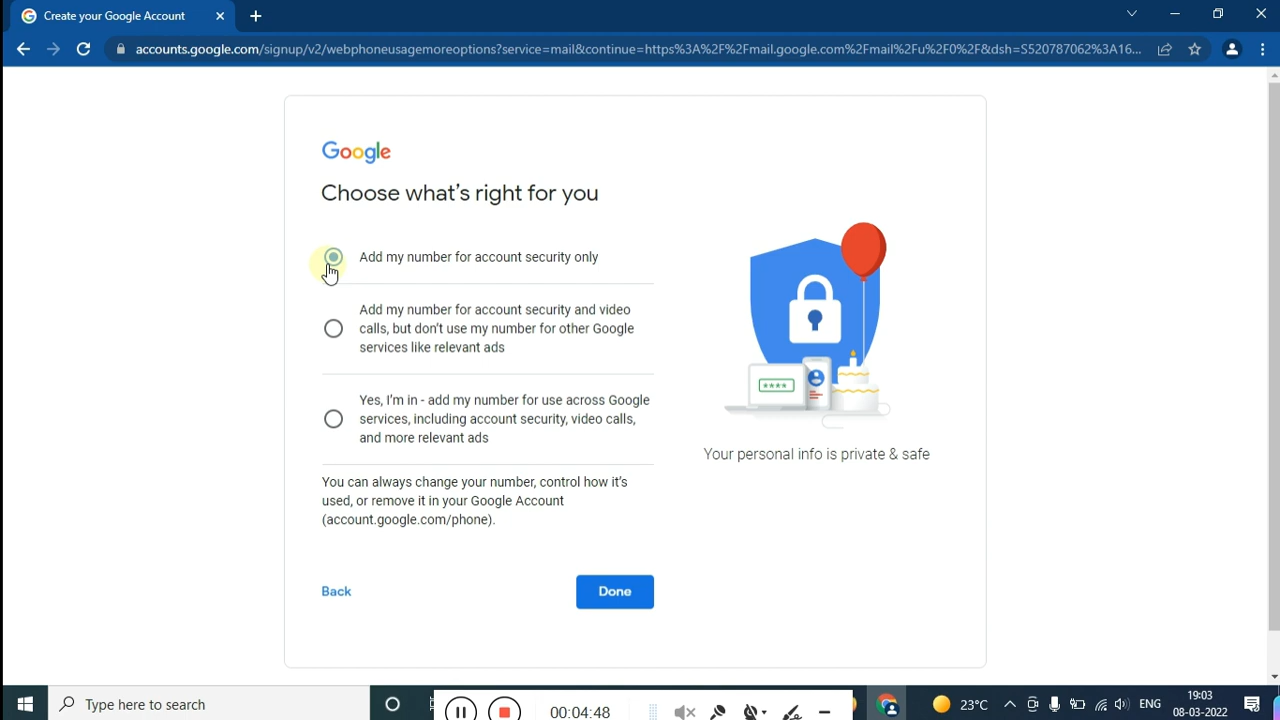 Create your Google Account
accounts.google.com/signup/v2/webphoneusagemoreoptions?service=mail&continue=https%3A%2F%2Fmail.google.com%2Fmail%2Fu%2F0%2F&dsh=S520787062%3A16...
Google
Choose what's right for you
Add my number for account security only
Add my number for account security and video
calls, but don't use my number for other Google
services like relevant ads
Yes, I'm in - add my number for use across Google
services, including account security, video calls,
and more relevant ads
You can always change your number, control how it's
used, or remove it in your Google Account
(account.google.com/phone).
Back
Done
****
Your personal info is private & safe
Type here to search
00:04:48
23°C
ENG
19:03
08-03-2022